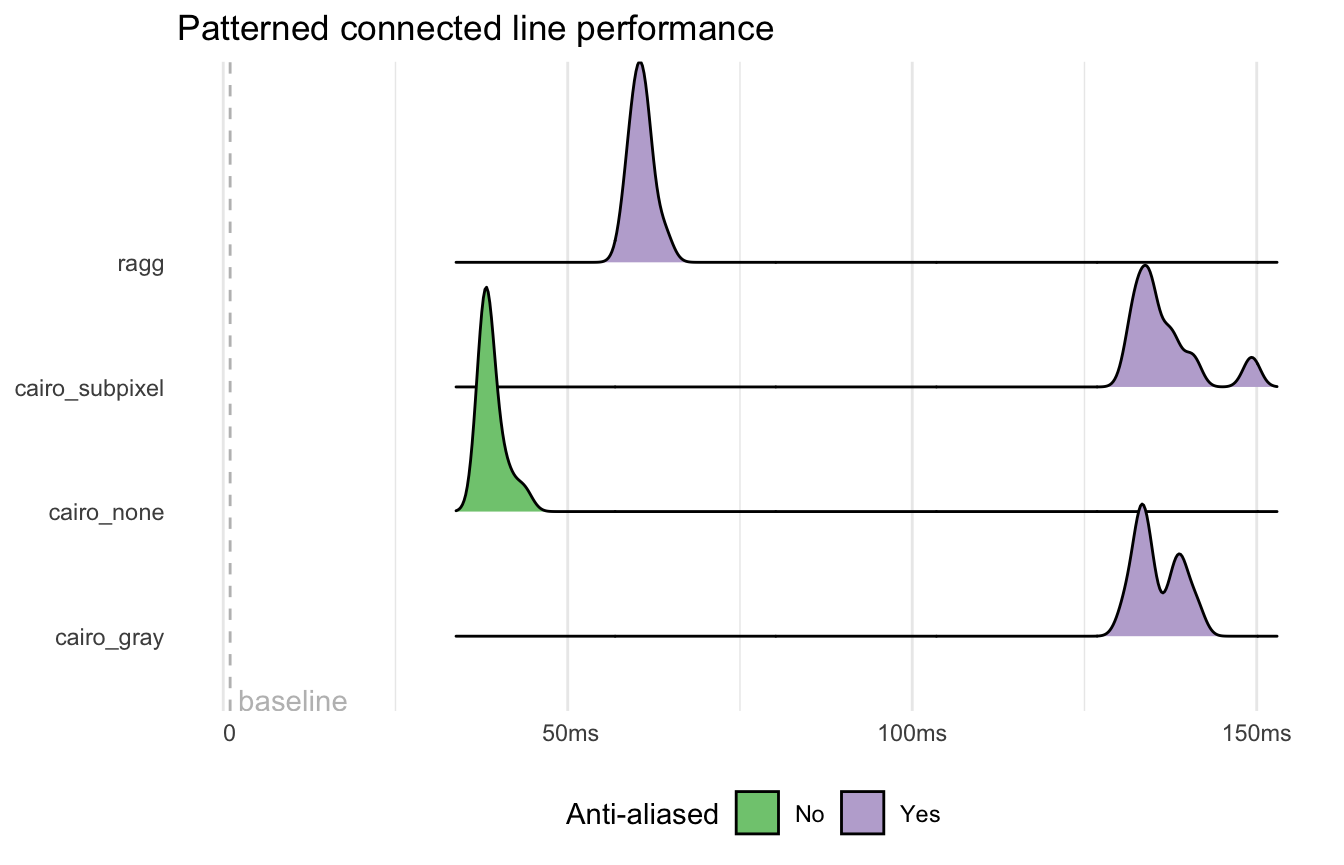 Patterned connected line performance
ragg
cairo_subpixel
cairo_none
cairo_gray
baseline
0 50ms 100ms 150ms
Anti-aliased No Yes